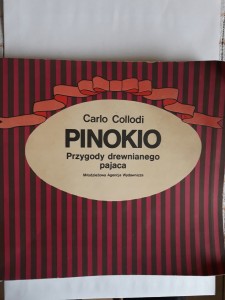 Carlo Collodi
PINOKIO
Przygody drewnianego
pajaca
Młodzieżowa Agencja Wydawnicza